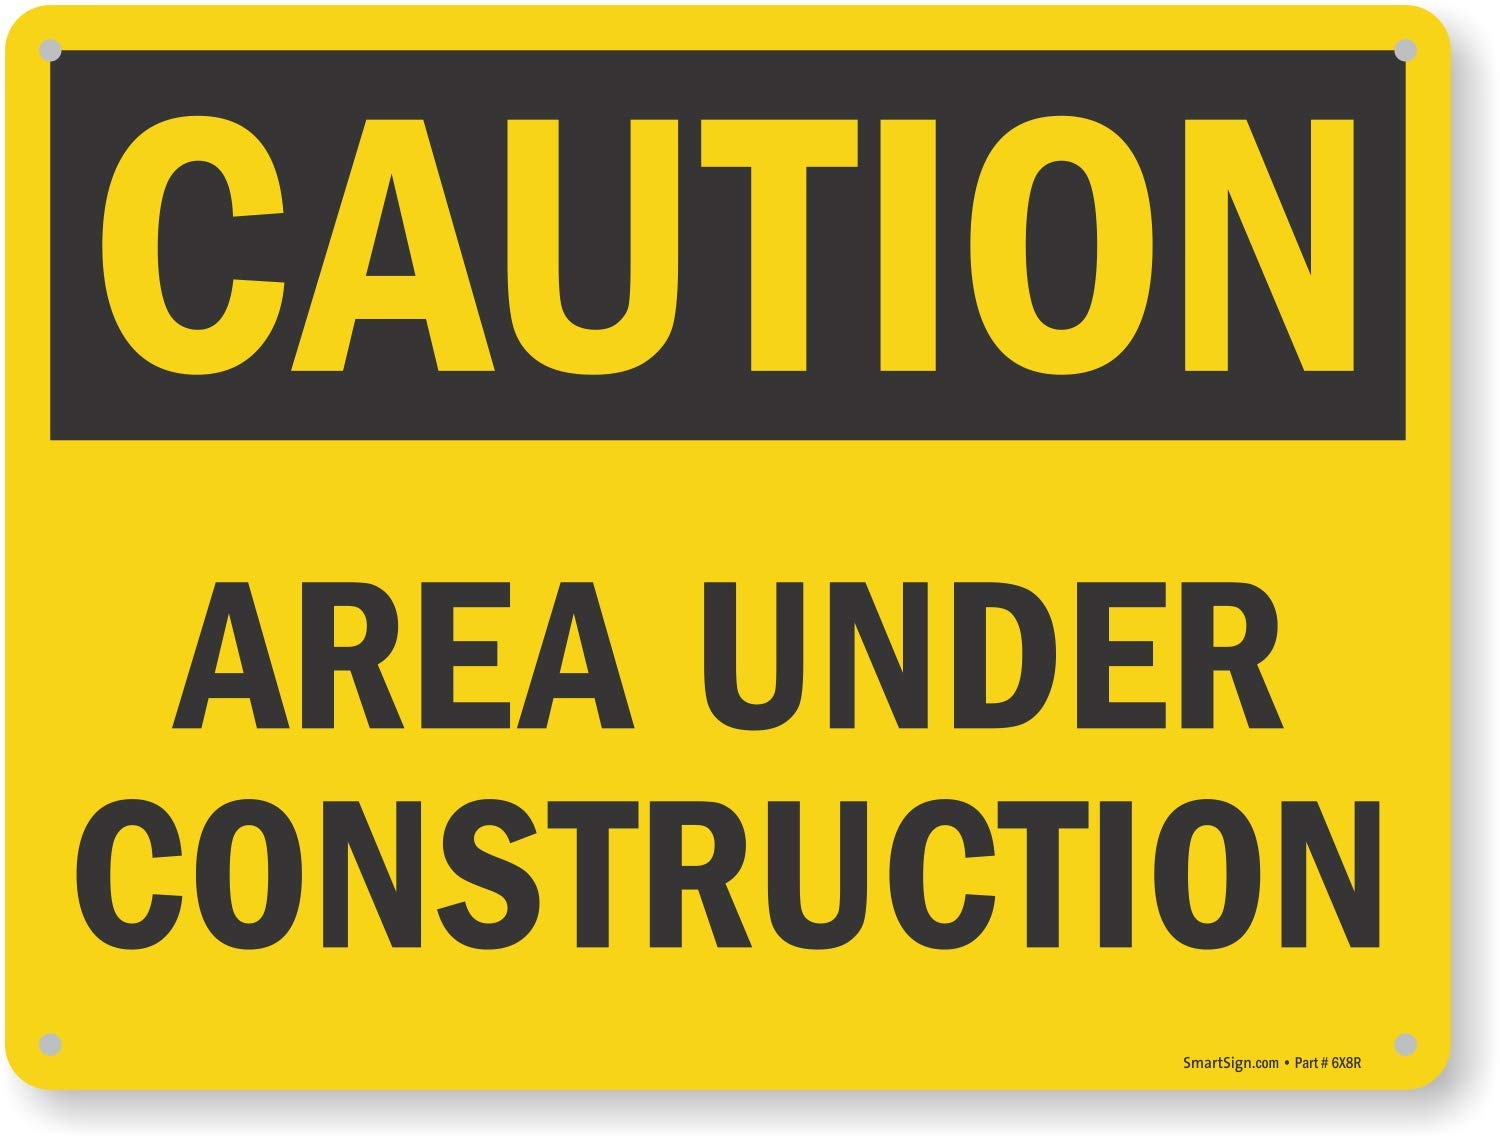 CAUTION
AREA UNDER
CONSTRUCTION
SmartSign.com • Part # 6X8R